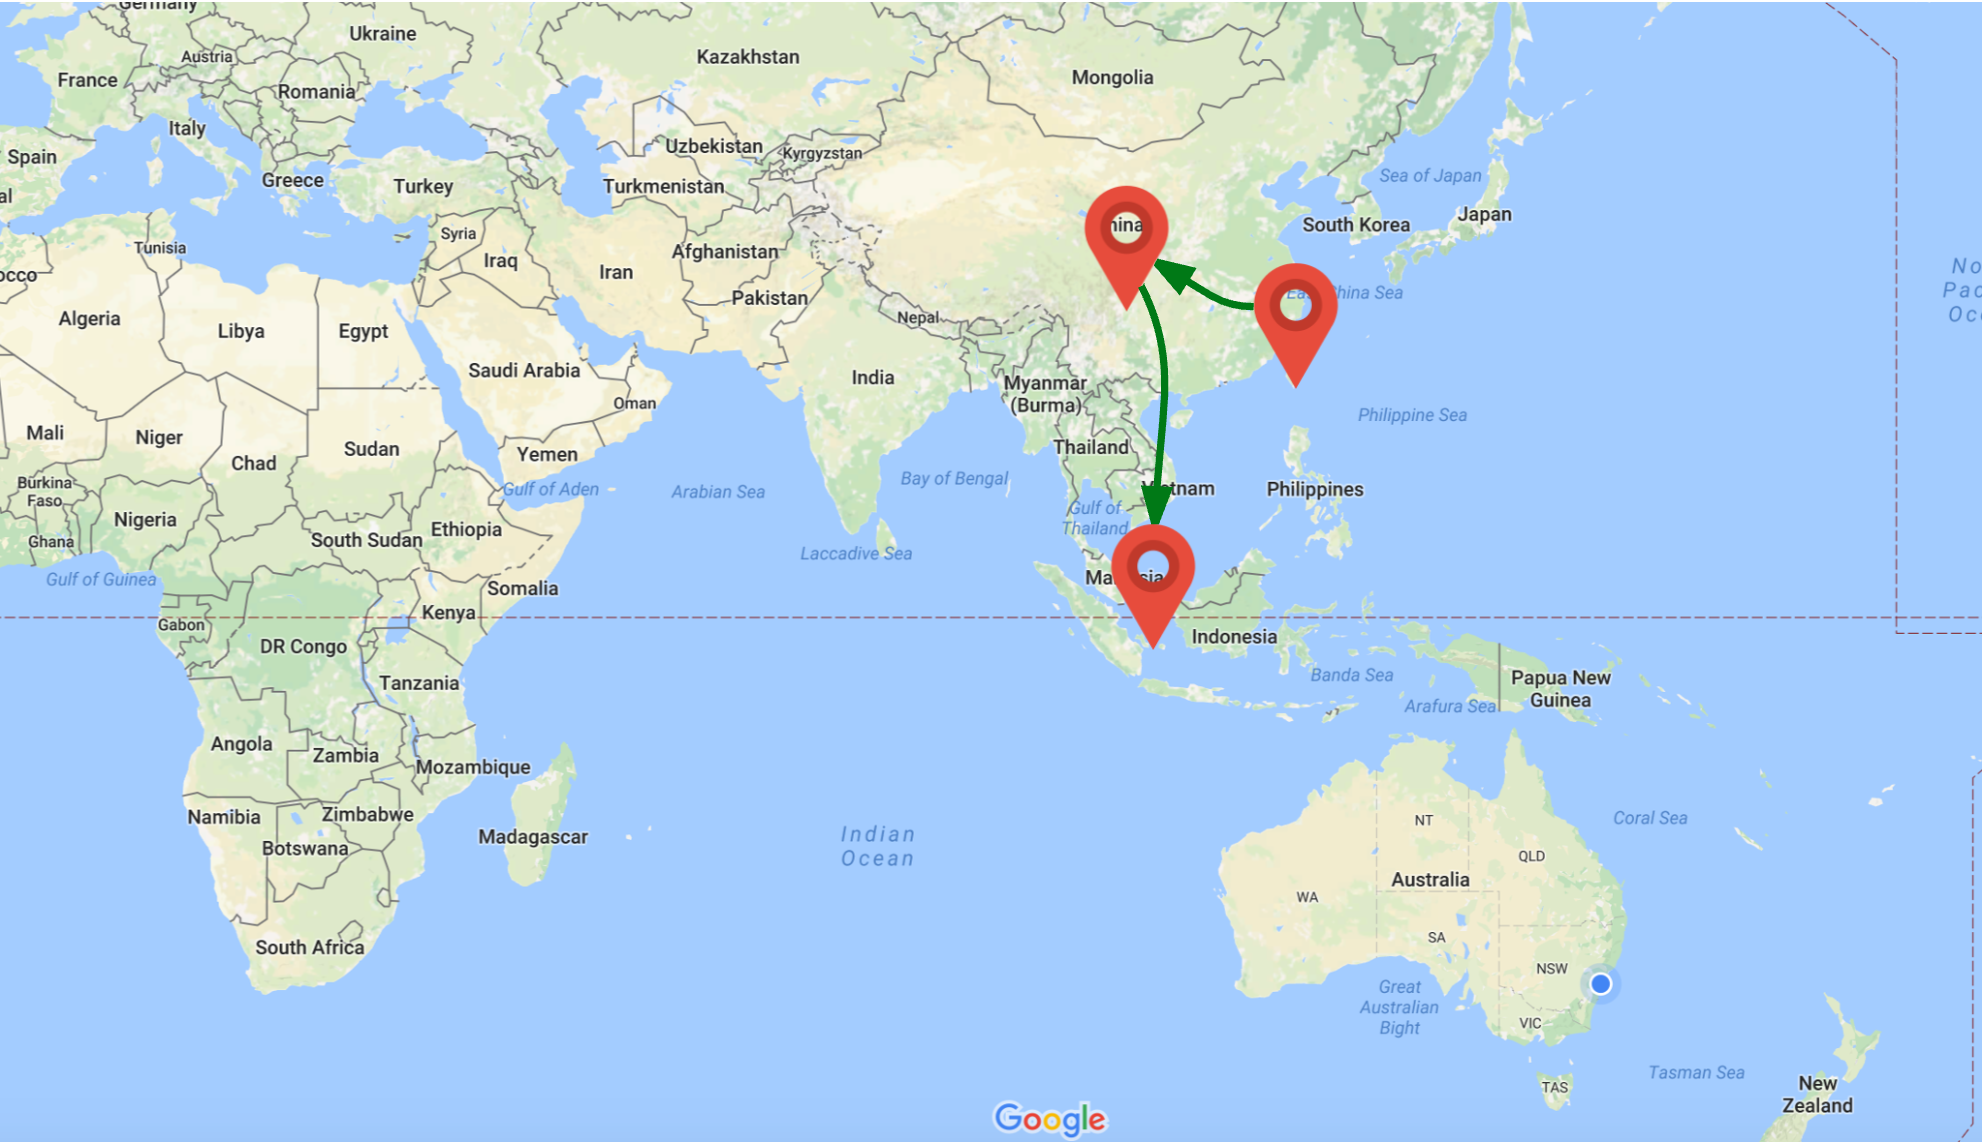 Germany
Ukraine
Kazakhstan
Mongolia
Austria
France
Romania
Italy
Uzbekistan
Kyrgyzstan
Spain
al
Greece
Turkey
Turkmenistan
Sea of Japan
South Korea
Japan
hina
Tunisia
Syria
Afghanistan
Iraq
Iran
occo
Pakistan
East China Sea
No
Pac
Oc
Algeria
Libya
Egypt
Nepal
Saudi Arabia
India
Myanmar
(Burma)
Oman
Philippine Sea
Mali
Niger
Chad
Sudan
Yemen
Thailand
Burkina
Faso
Gulf of Aden
Arabian Sea
Bay of Bengal
Vietnam
Philippines
Gulf of
Thailand
Nigeria
Ghana
South Sudan
Ethiopia
Laccadive Sea
Gulf of Guinea
Somalia
Malaysia
Kenya
Gabon
DR Congo
Indonesia
Tanzania
Banda Sea
Papua New
Guinea
Arafura Sea
Angola
Zambia
Mozambique
Namibia
Zimbabwe
Botswana
Madagascar
Indian
Ocean
NT
Coral Sea
QLD
Australia
WA
SA
South Africa
NSW
Great
Australian
Bight
VIC
TAS
Tasman Sea
New
Zealand
Google